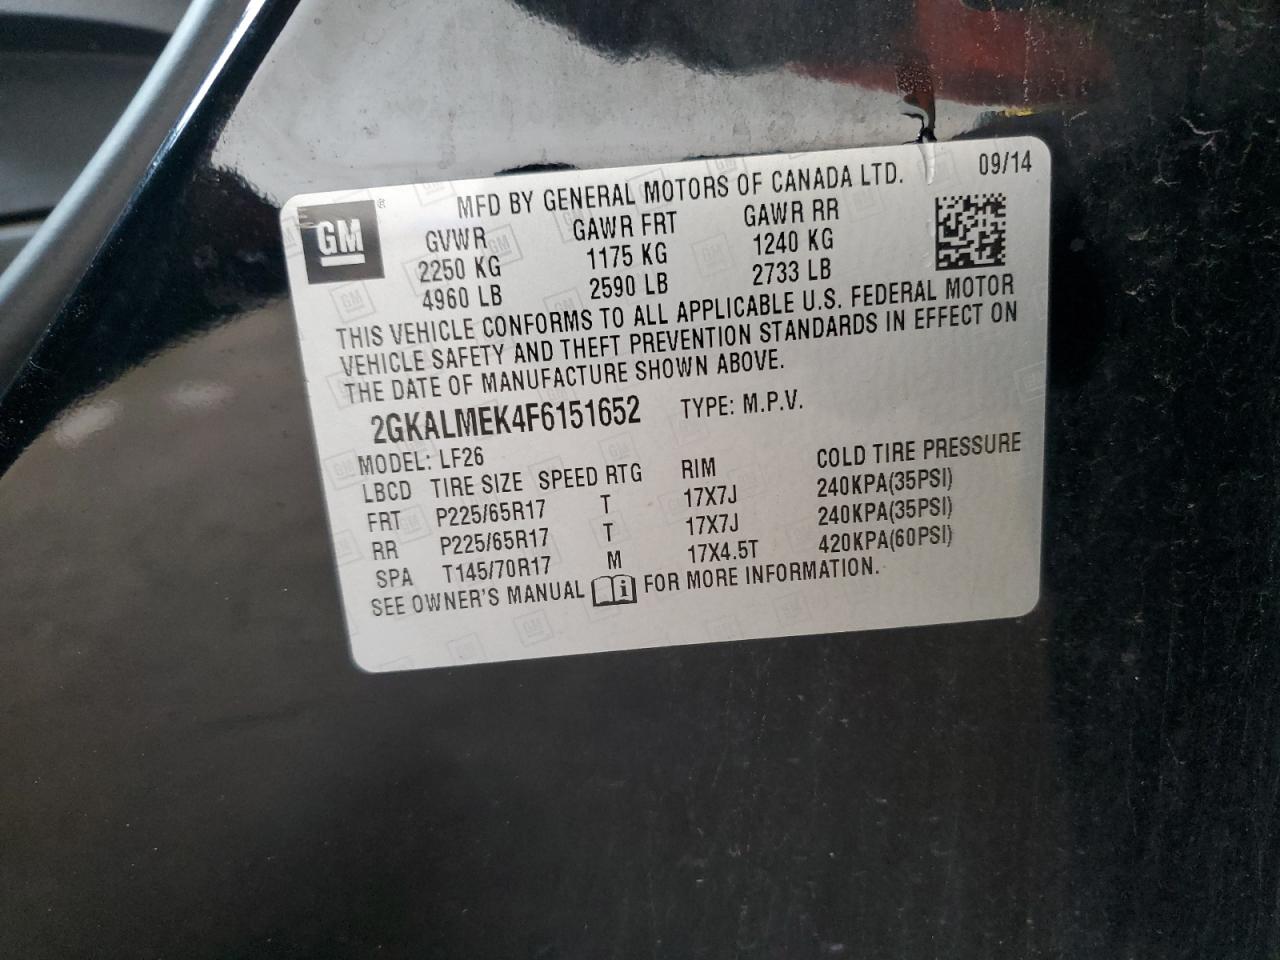 MFD BY GENERAL MOTORS OF CANADA LTD. 09/14
GM ®
GVWR GAWR FRT GAWR RR
2250 KG 1175 KG 1240 KG
4960 LB 2590 LB 2733 LB
THIS VEHICLE CONFORMS TO ALL APPLICABLE U.S. FEDERAL MOTOR
VEHICLE SAFETY AND THEFT PREVENTION STANDARDS IN EFFECT ON
THE DATE OF MANUFACTURE SHOWN ABOVE.
2GKALMEK4F6151652 TYPE: M.P.V.
MODEL: LF26
LBCD TIRE SIZE SPEED RTG RIM COLD TIRE PRESSURE
FRT P225/65R17 T 17X7J 240KPA(35PSI)
RR P225/65R17 T 17X7J 240KPA(35PSI)
SPA T145/70R17 M 17X4.5T 420KPA(60PSI)
SEE OWNER'S MANUAL i FOR MORE INFORMATION.